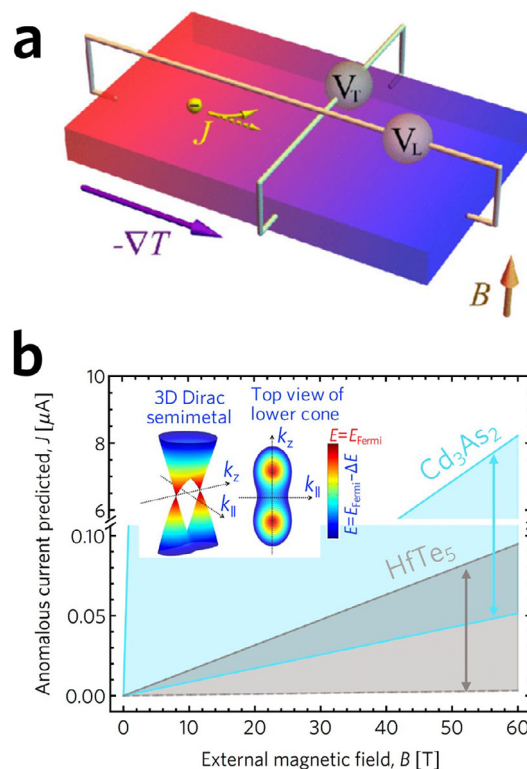 a
V_T
V_L
J
-∇T
B
b
10
8
6
0.10
0.05
0.00
Anomalous current predicted, J [μA]
3D Dirac
semimetal
Top view of
lower cone
k_z
k_∥
k_z
k_∥
E=E_Fermi
E=E_Fermi-ΔE
Cd₃As₂
HfTe₅
0 10 20 30 40 50 60
External magnetic field, B [T]